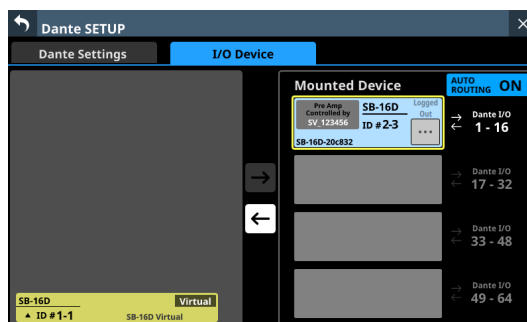 Dante SETUP
×
Dante Settings
I/O Device
Mounted Device
AUTO
ROUTING ON
Pre Amp
Controlled by
SV_123456
SB-16D
ID # 2-3
Logged
Out
...
SB-16D-20c832
Dante I/O
1 - 16
Dante I/O
17 - 32
Dante I/O
33 - 48
Dante I/O
49 - 64
SB-16D
Virtual
▲ ID # 1-1
SB-16D Virtual